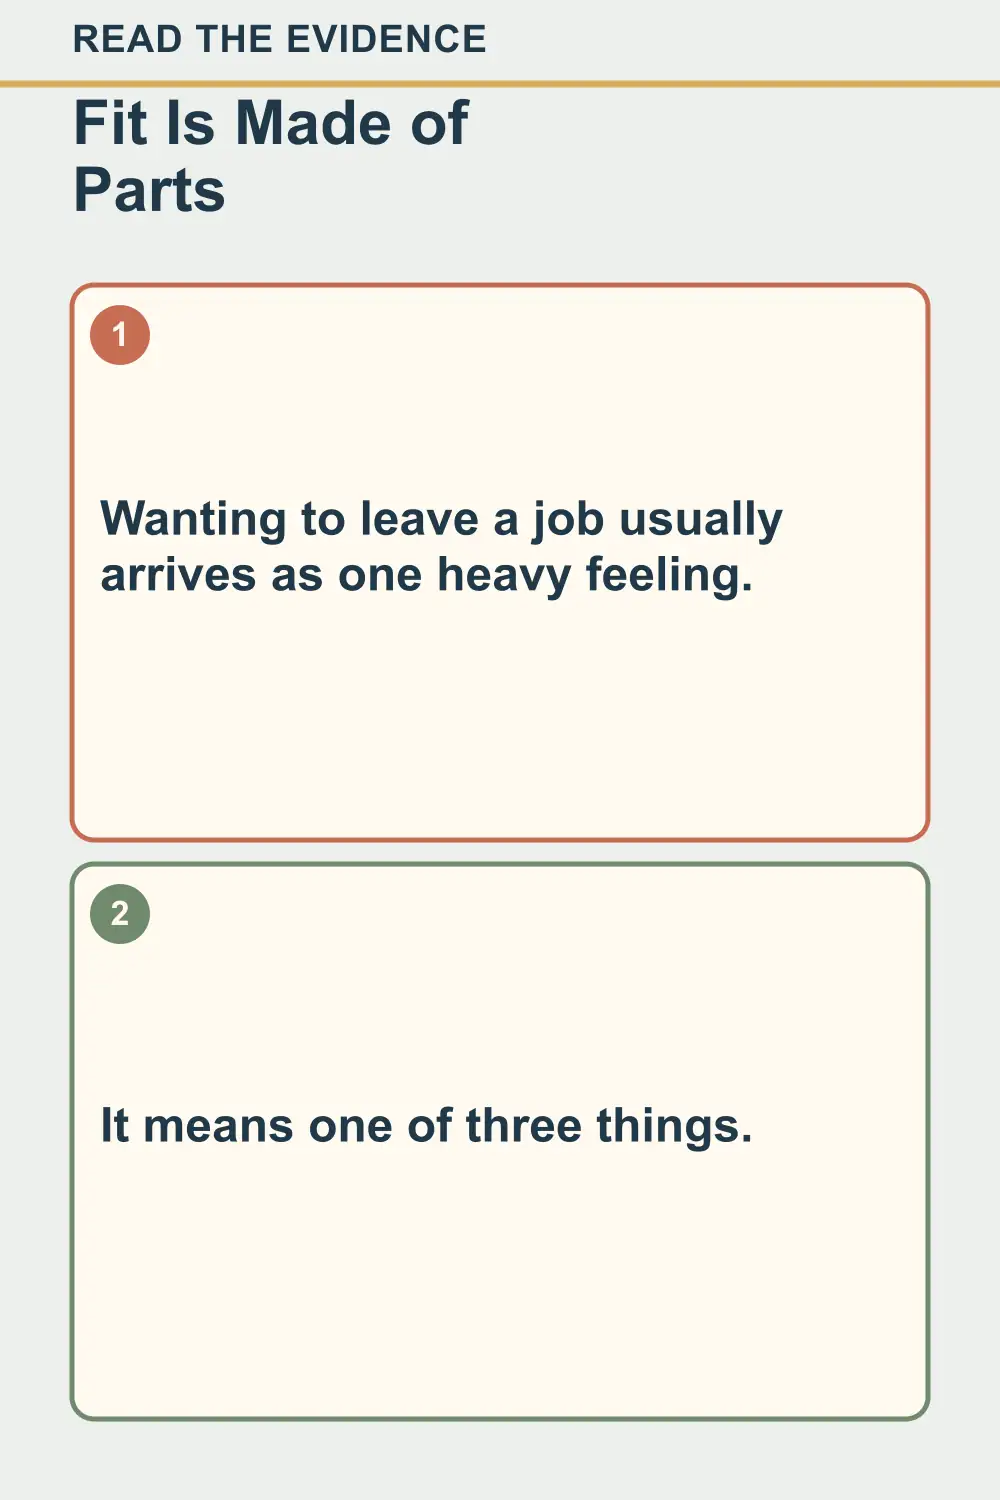 READ THE EVIDENCE
Fit Is Made of
Parts
1
Wanting to leave a job usually
arrives as one heavy feeling.
2
It means one of three things.